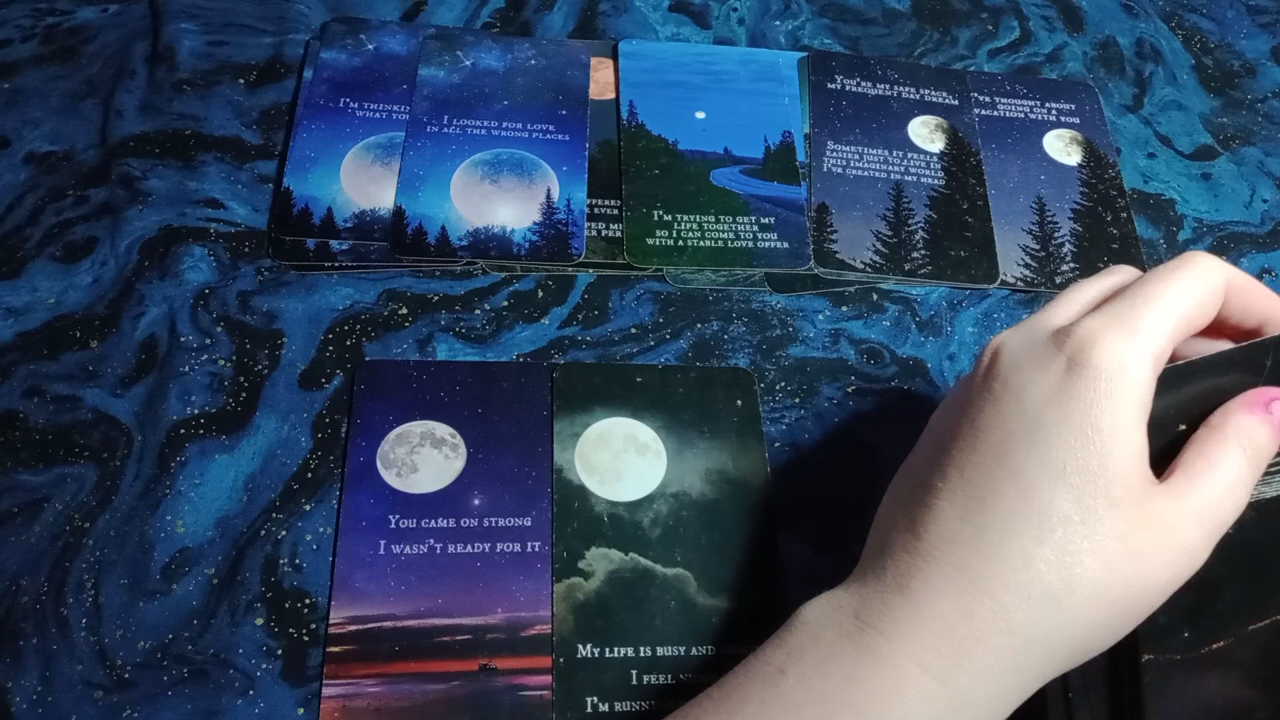 I'm thinkin
what yo
I looked for love
in all the wrong places
I'm trying to get my
life together
so I can come to you
with a stable love offer
You're my safe space,
my frequent day dream
Sometimes it feels
easier just to live in
this imaginary world
I've created in my head
I've thought about
going on a
vacation with you
You came on strong
I wasn't ready for it
My life is busy and
I feel
I'm runn